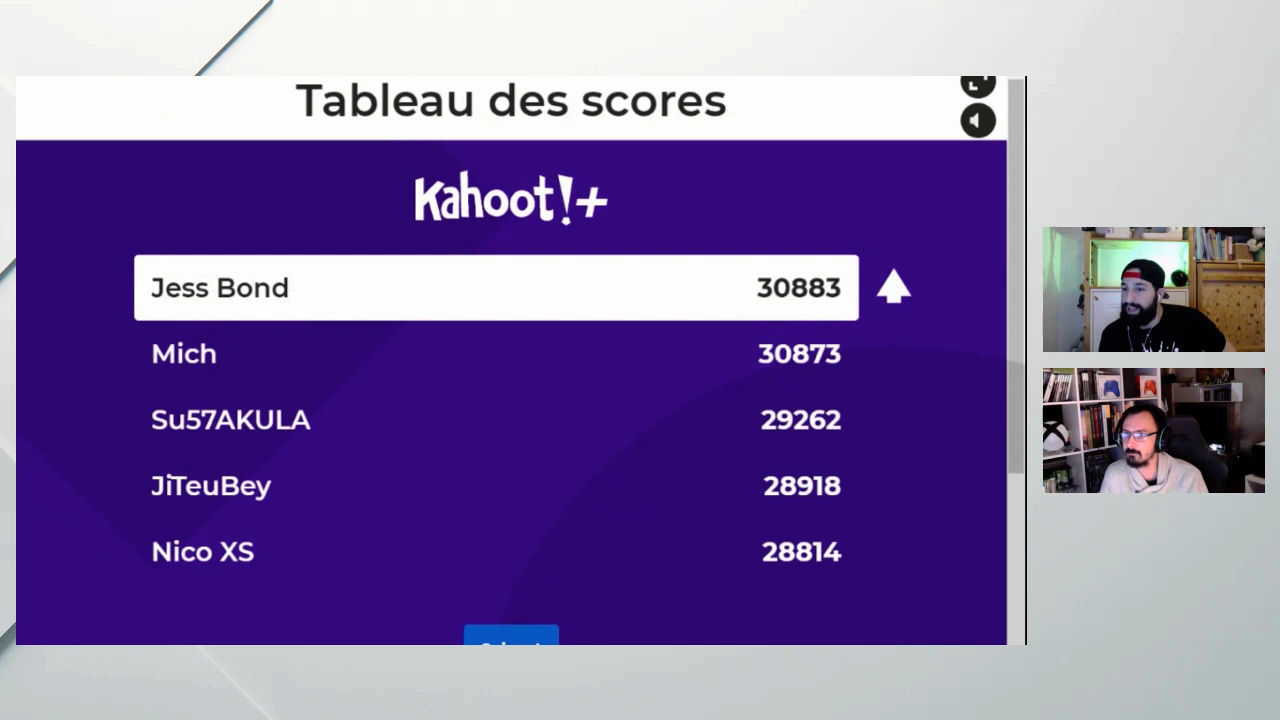 Tableau des scores
Kahoot!+
Jess Bond 30883
Mich 30873
Su57AKULA 29262
JiTeuBey 28918
Nico XS 28814